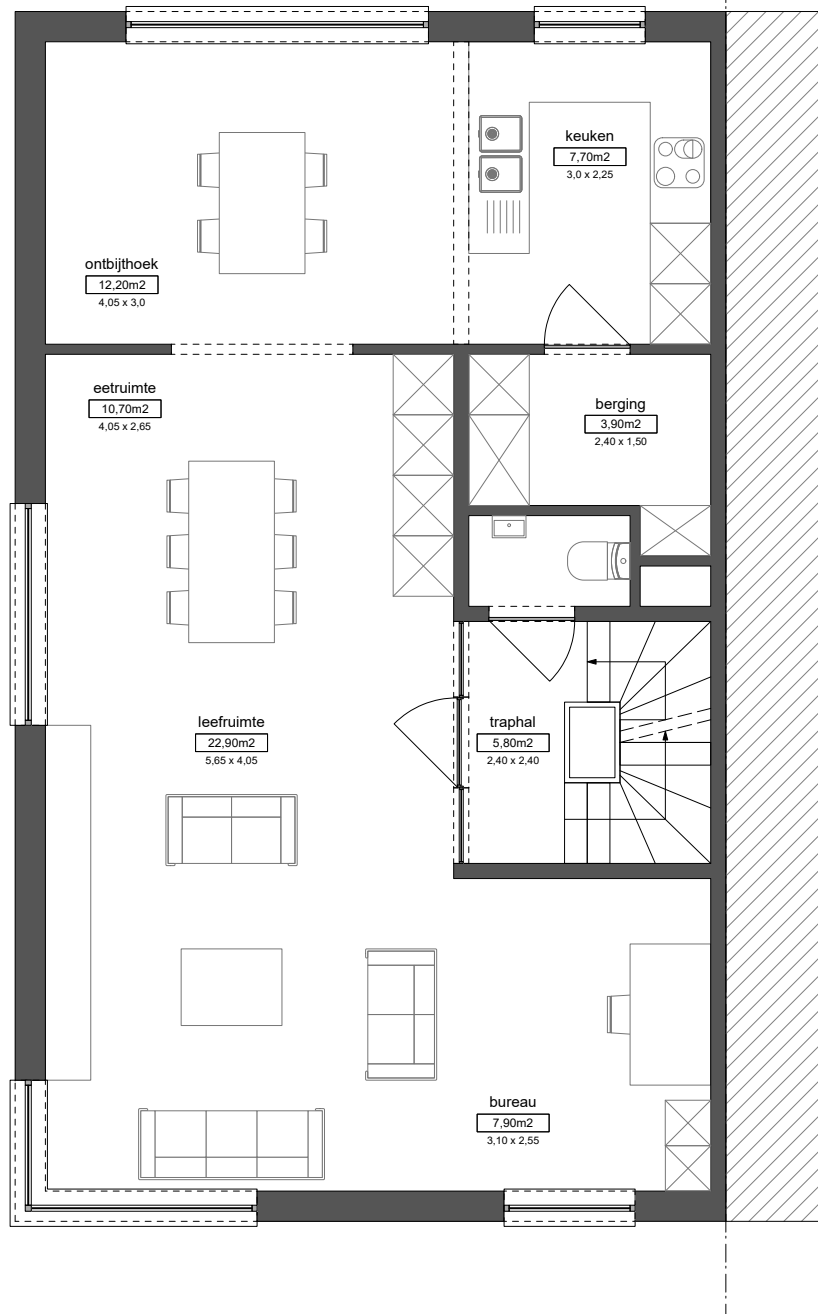 keuken
7,70m2
3,0 x 2,25
ontbijthoek
12,20m2
4,05 x 3,0
eetruimte
10,70m2
4,05 x 2,65
berging
3,90m2
2,40 x 1,50
leefruimte
22,90m2
5,65 x 4,05
traphal
5,80m2
2,40 x 2,40
bureau
7,90m2
3,10 x 2,55